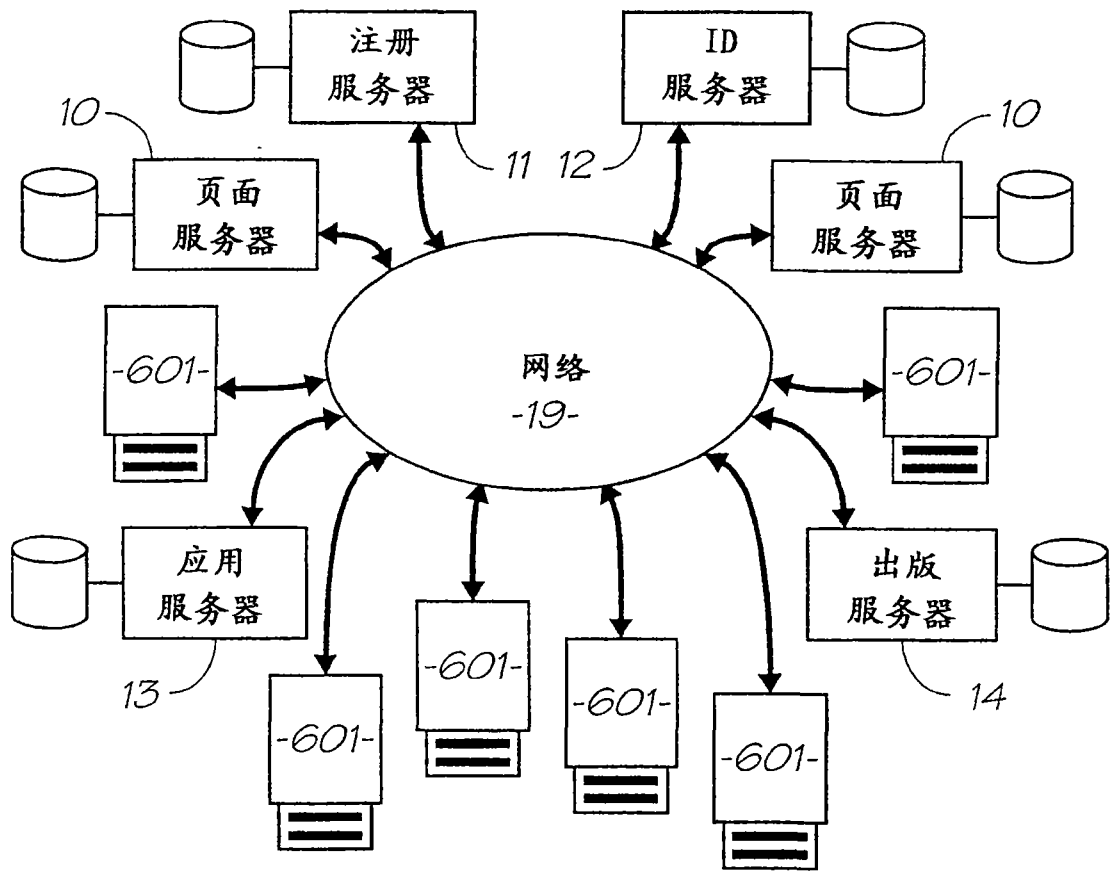 注册
服务器
ID
服务器
10
11
12
10
页面
服务器
页面
服务器
-601-
网络
-19-
-601-
应用
服务器
出版
服务器
13
-601-
-601-
-601-
-601-
14